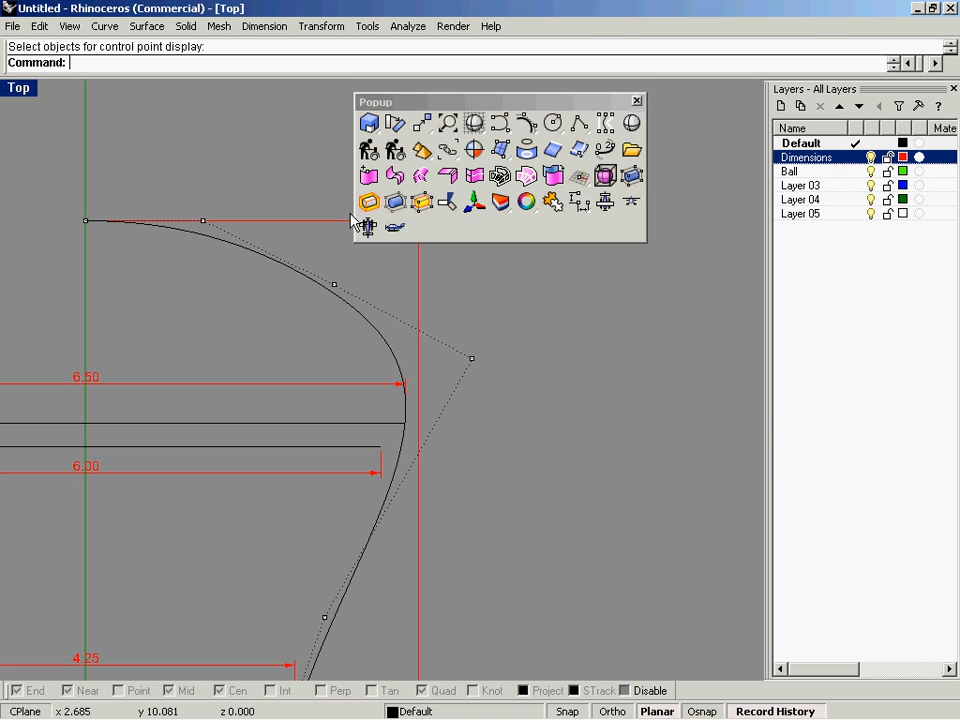 Untitled - Rhinoceros (Commercial) - [Top]
File Edit View Curve Surface Solid Mesh Dimension Transform Tools Analyze Render Help
Select objects for control point display:
Command:
Top
Popup
Layers - All Layers
Name Mate
Default
Dimensions
Ball
Layer 03
Layer 04
Layer 05
6.50
6.00
4.25
End Near Point Mid Cen Int Perp Tan Quad Knot Project STrack Disable
CPlane x 2.685 y 10.081 z 0.000 Default Snap Ortho Planar Osnap Record History